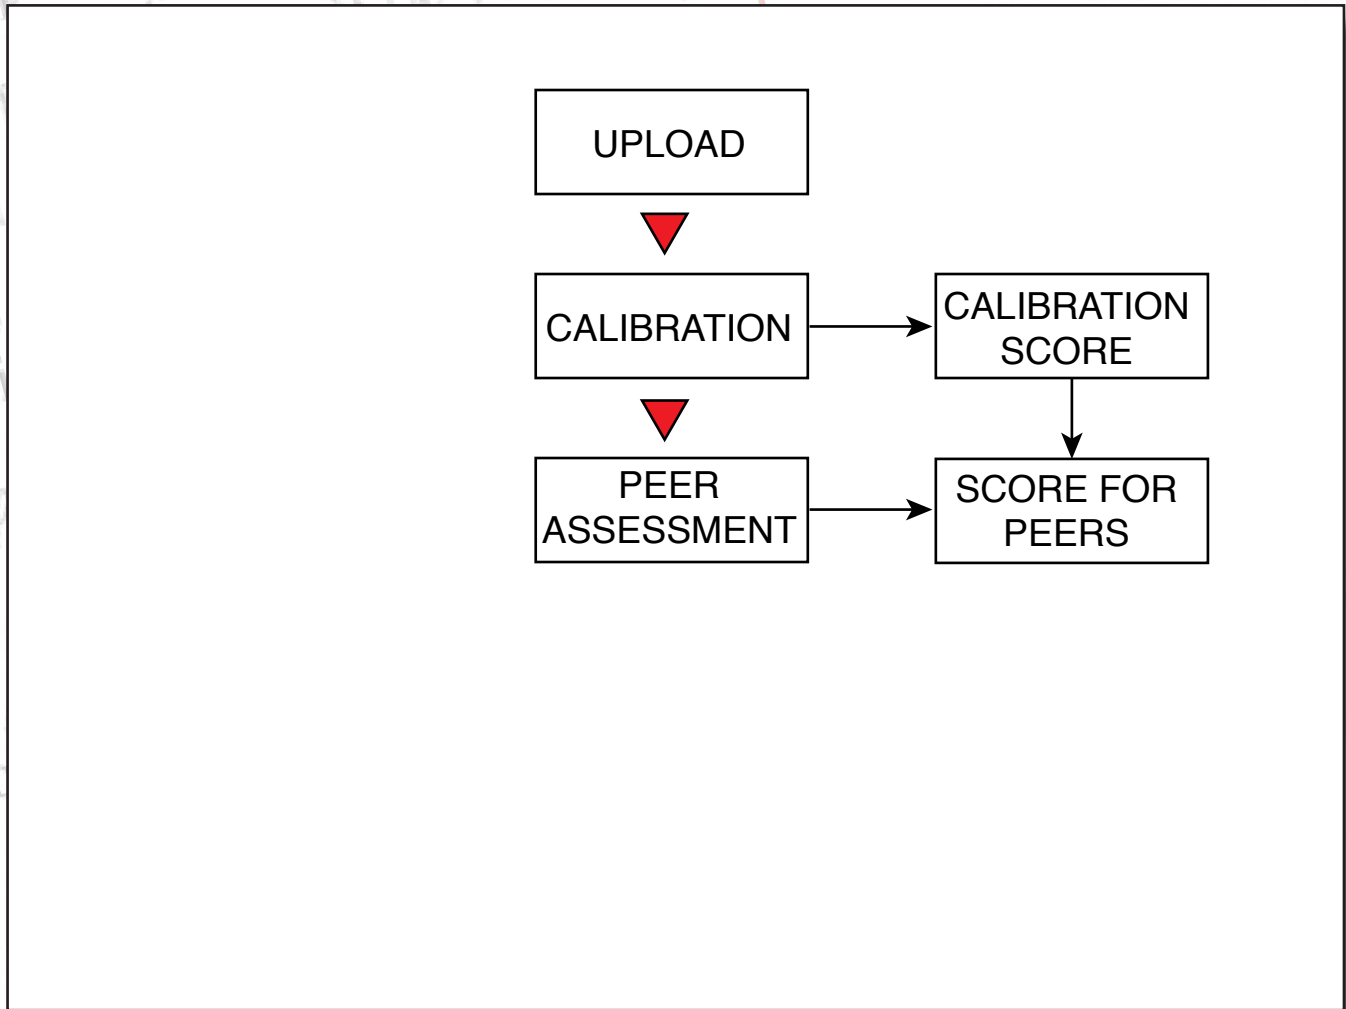 UPLOAD
CALIBRATION
CALIBRATION
SCORE
PEER
ASSESSMENT
SCORE FOR
PEERS